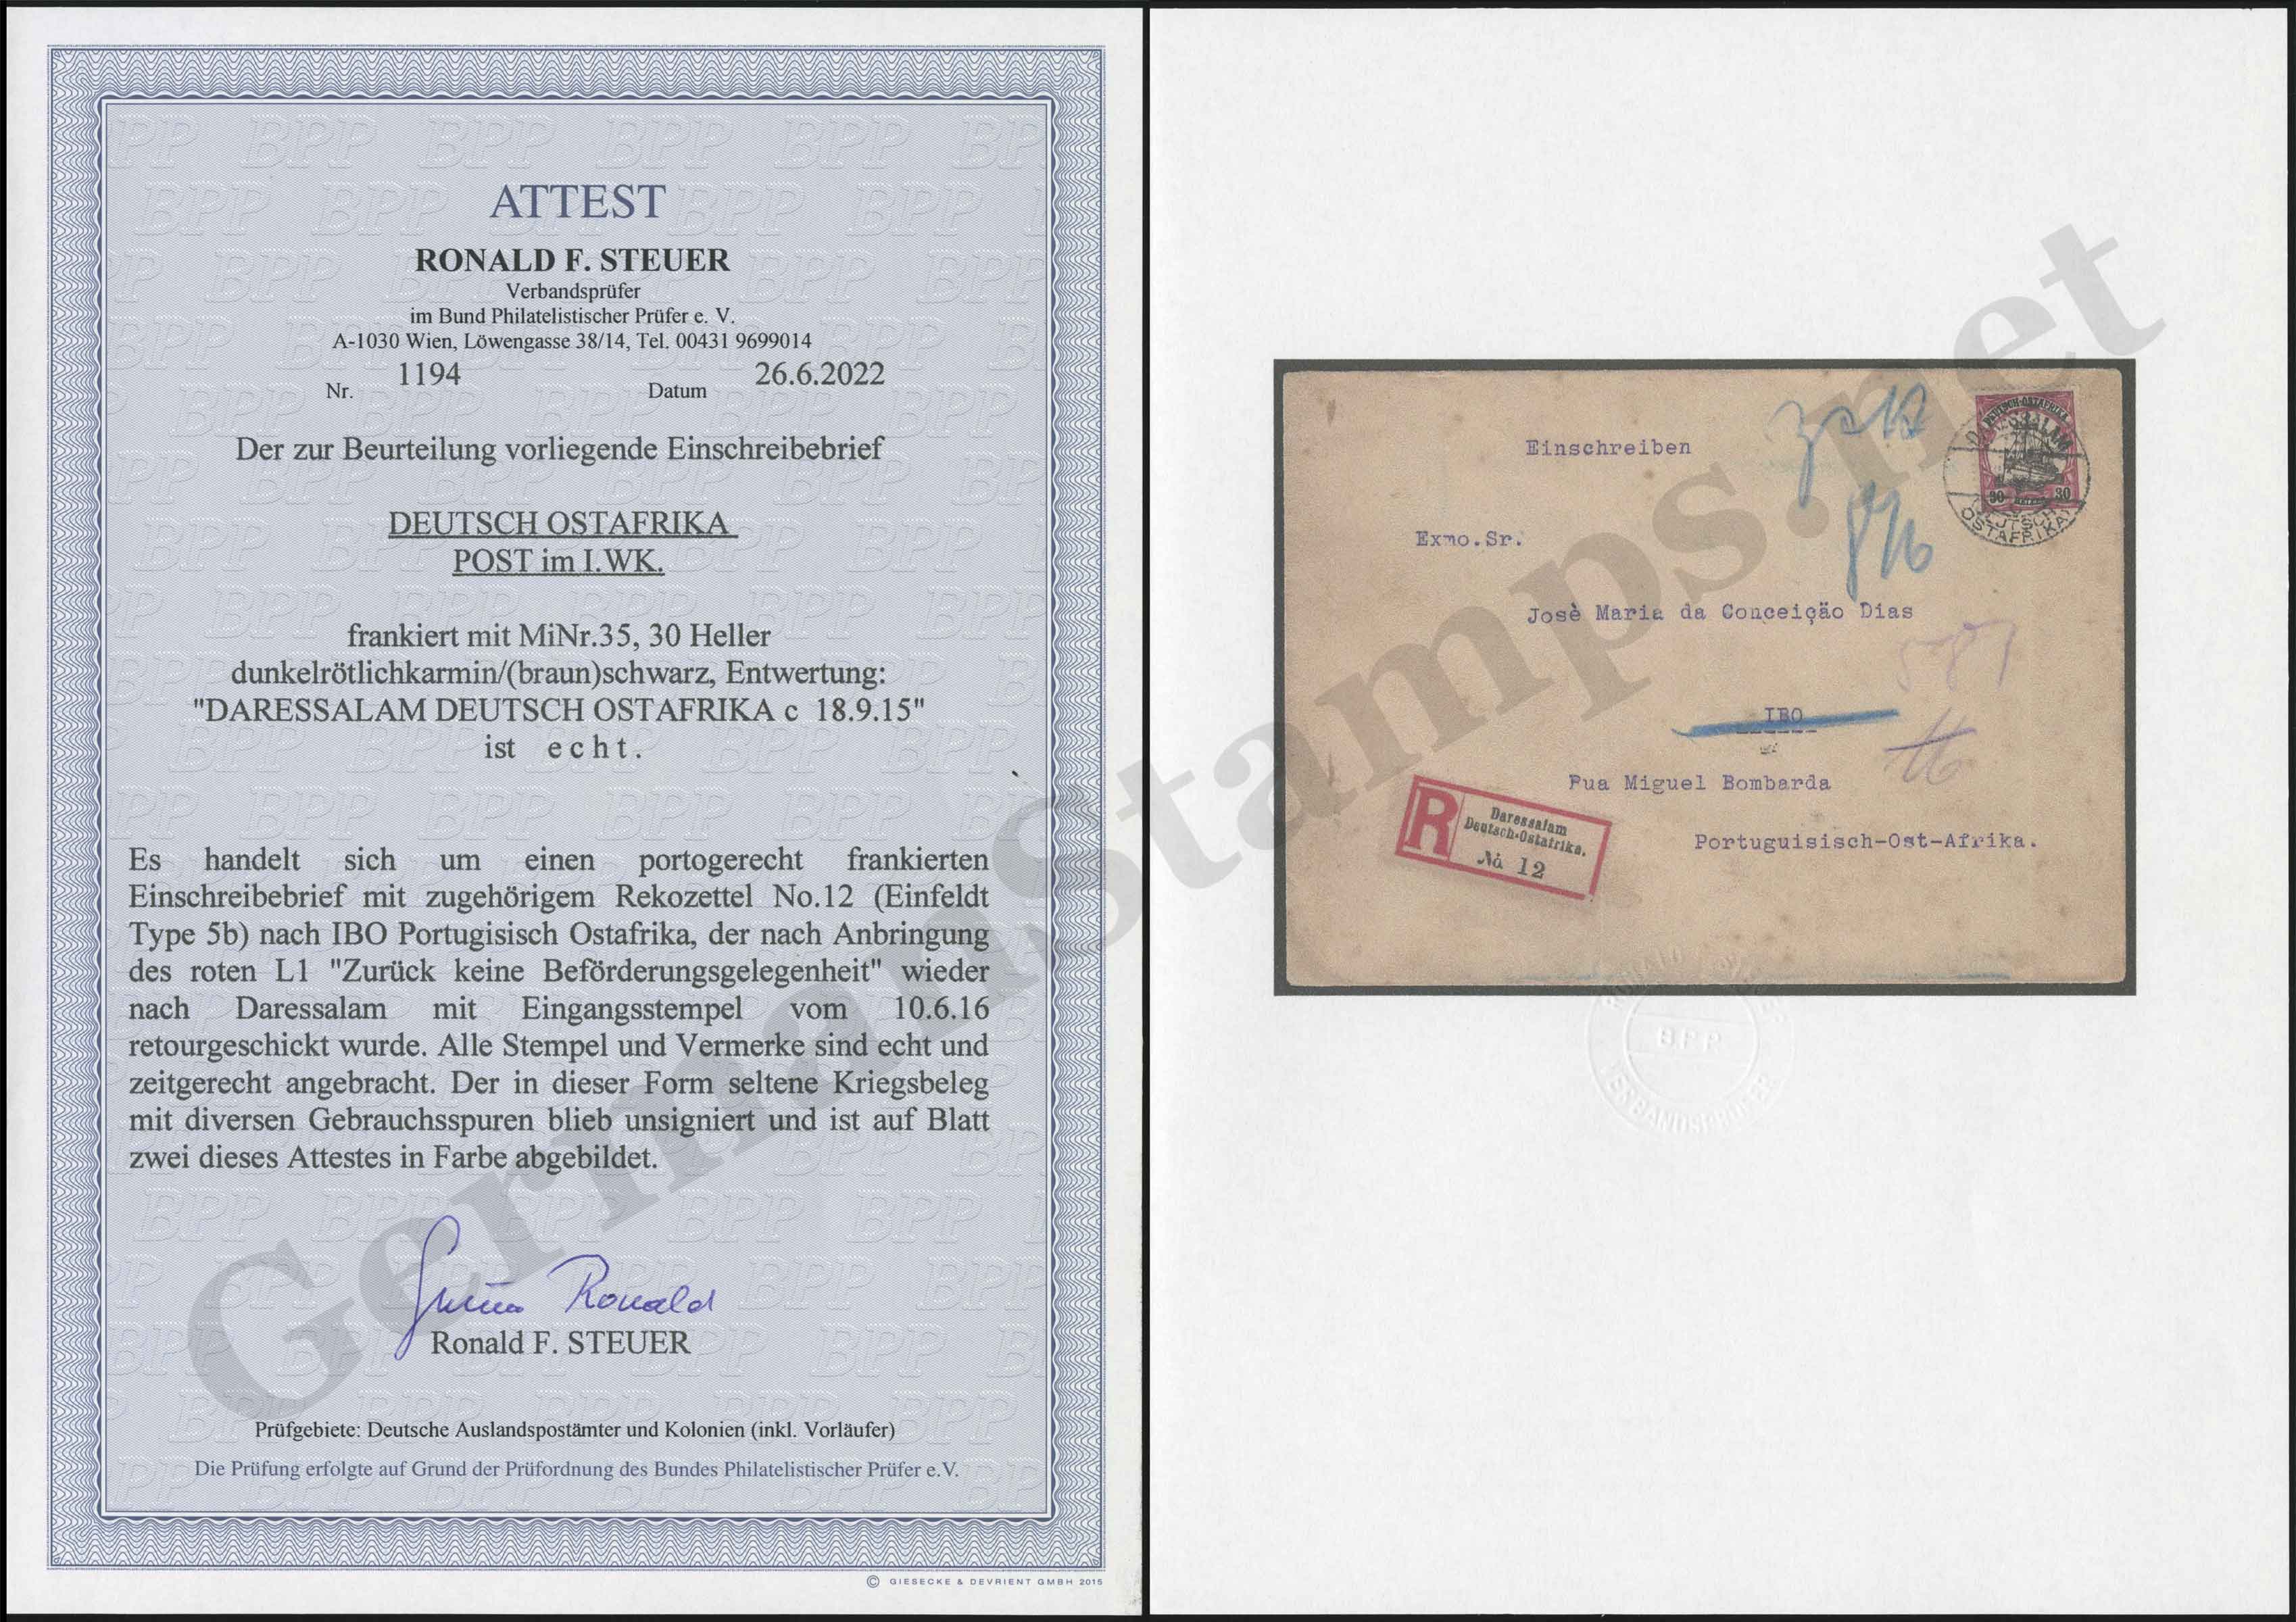 ATTEST
RONALD F. STEUER
Verbandsprüfer
im Bund Philatelistischer Prüfer e. V.
A-1030 Wien, Löwengasse 38/14, Tel. 00431 9699014
Nr. 1194 Datum 26.6.2022
Der zur Beurteilung vorliegende Einschreibebrief
DEUTSCH OSTAFRIKA
POST im I.WK.
frankiert mit MiNr.35, 30 Heller
dunkelrötlichkarmin/(braun)schwarz, Entwertung:
"DARESSALAM DEUTSCH OSTAFRIKA c 18.9.15"
ist echt.
Es handelt sich um einen portogerecht frankierten
Einschreibebrief mit zugehörigem Rekozettel No.12 (Einfeldt
Type 5b) nach IBO Portugisisch Ostafrika, der nach Anbringung
des roten L1 "Zurück keine Beförderungsgelegenheit" wieder
nach Daressalam mit Eingangsstempel vom 10.6.16
retourgeschickt wurde. Alle Stempel und Vermerke sind echt und
zeitgerecht angebracht. Der in dieser Form seltene Kriegsbeleg
mit diversen Gebrauchsspuren blieb unsigniert und ist auf Blatt
zwei dieses Attestes in Farbe abgebildet.
Ronald
Ronald F. STEUER
Prüfgebiete: Deutsche Auslandspostämter und Kolonien (inkl. Vorläufer)
Die Prüfung erfolgte auf Grund der Prüfordnung des Bundes Philatelistischer Prüfer e.V.
© GIESECKE & DEVRIENT GMBH 2015
GermanStamps.net
Einschreiben
DEUTSCH-OSTAFRIKA
30 30
OSTAFRIKA
Exmo.Sr.
Josè Maria da Conceição Dias
IBO
Rua Miguel Bombarda
Portuguisisch-Ost-Afrika.
R
Daressalam
Deutsch-Ostafrika.
No 12
BPP